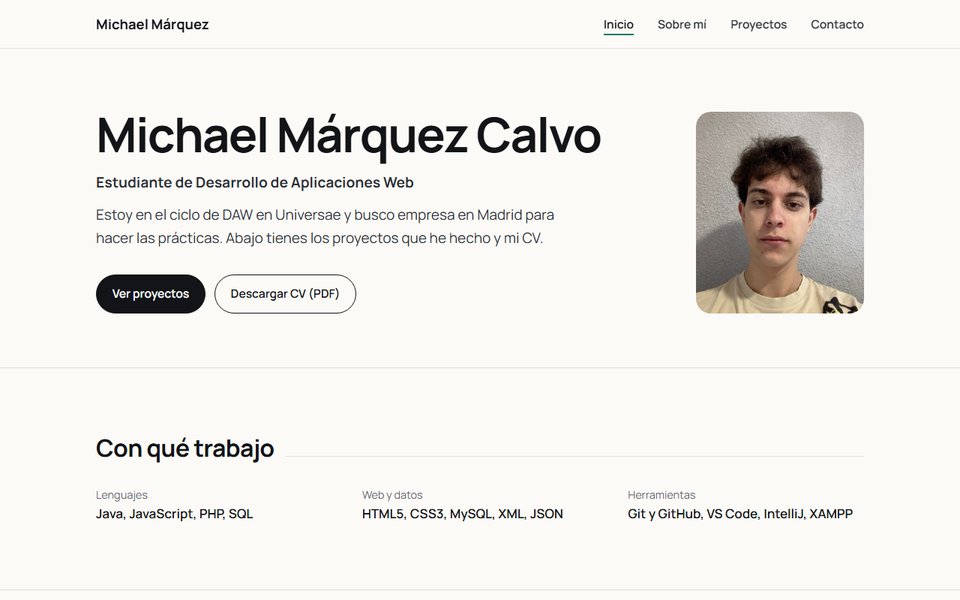 Michael Márquez
Inicio Sobre mí Proyectos Contacto
Michael Márquez Calvo
Estudiante de Desarrollo de Aplicaciones Web
Estoy en el ciclo de DAW en Universae y busco empresa en Madrid para
hacer las prácticas. Abajo tienes los proyectos que he hecho y mi CV.
Ver proyectos
Descargar CV (PDF)
Con qué trabajo
Lenguajes
Java, JavaScript, PHP, SQL
Web y datos
HTML5, CSS3, MySQL, XML, JSON
Herramientas
Git y GitHub, VS Code, IntelliJ, XAMPP